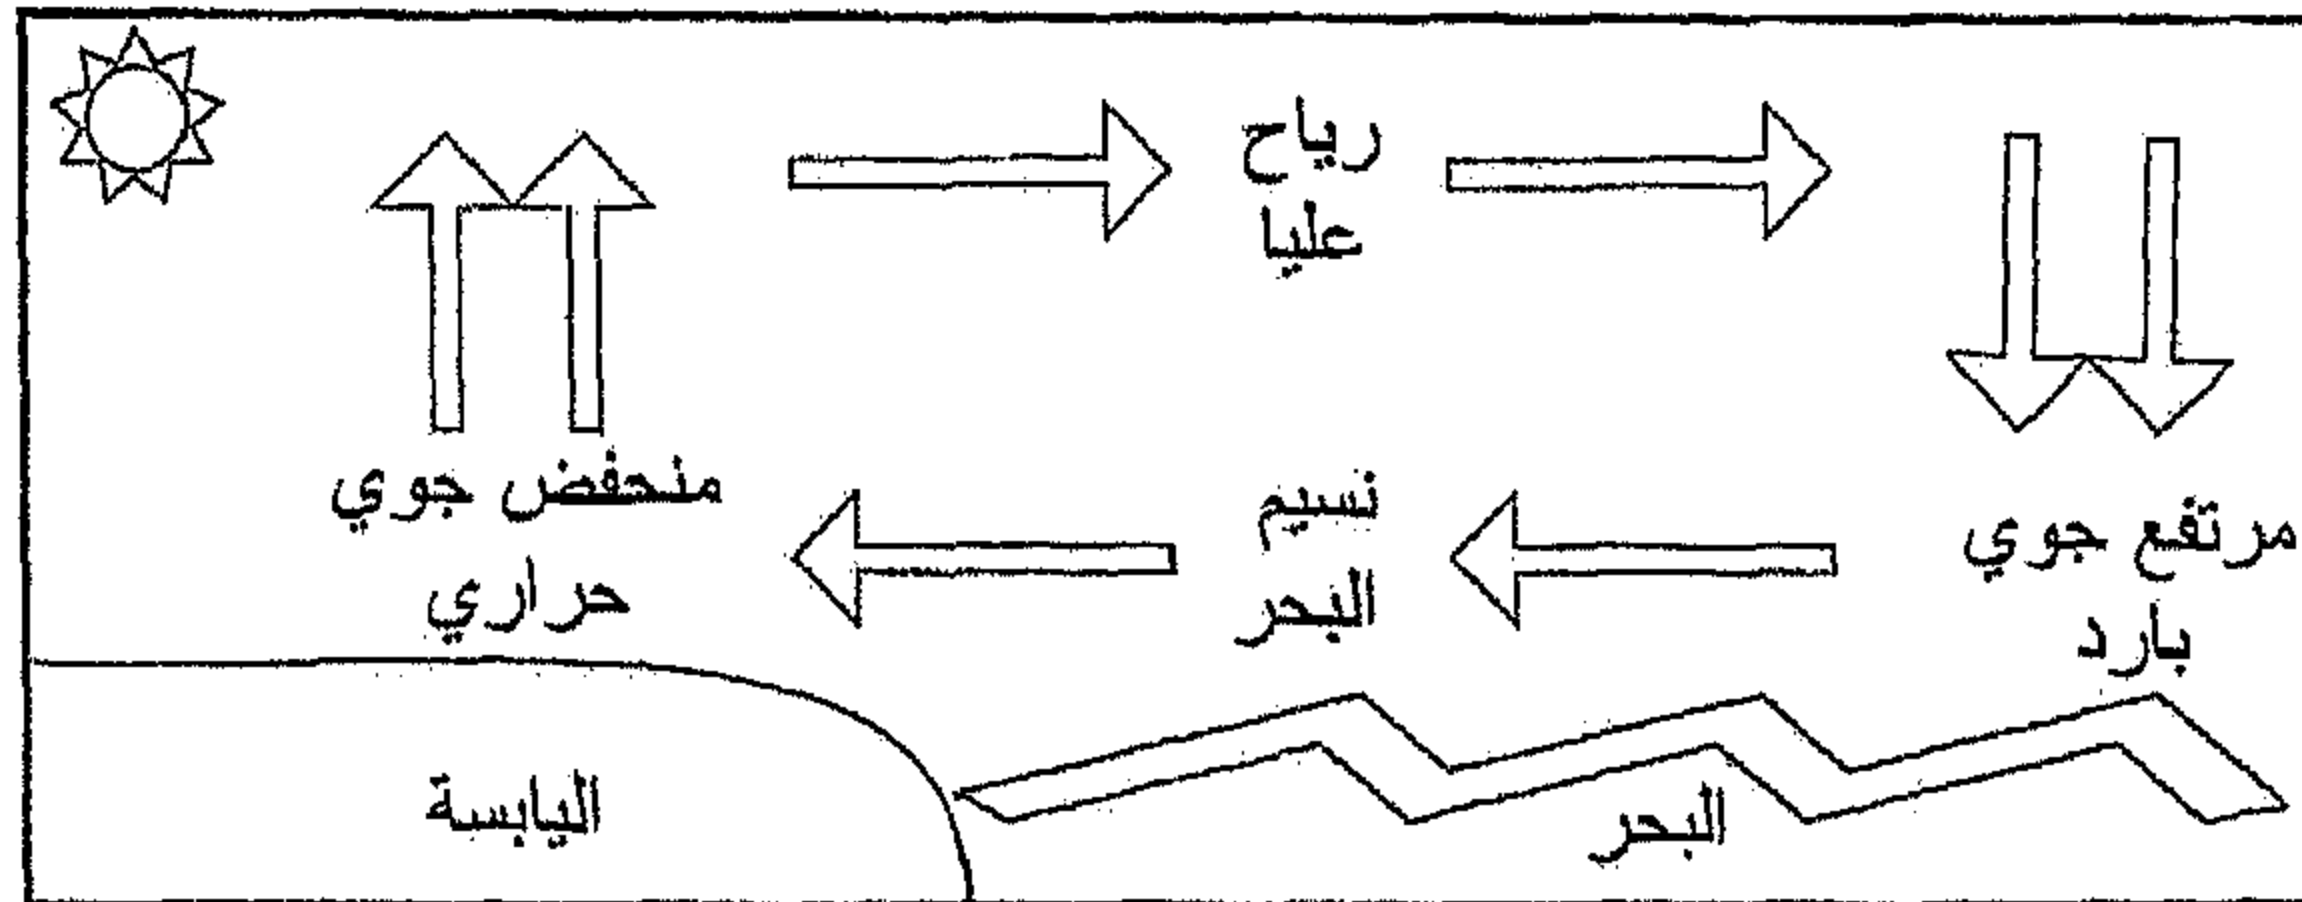 رياح
عليا
مرتفع جوي
بارد
نسيم
البحر
منخفض جوي
حراري
البحر
اليابسة